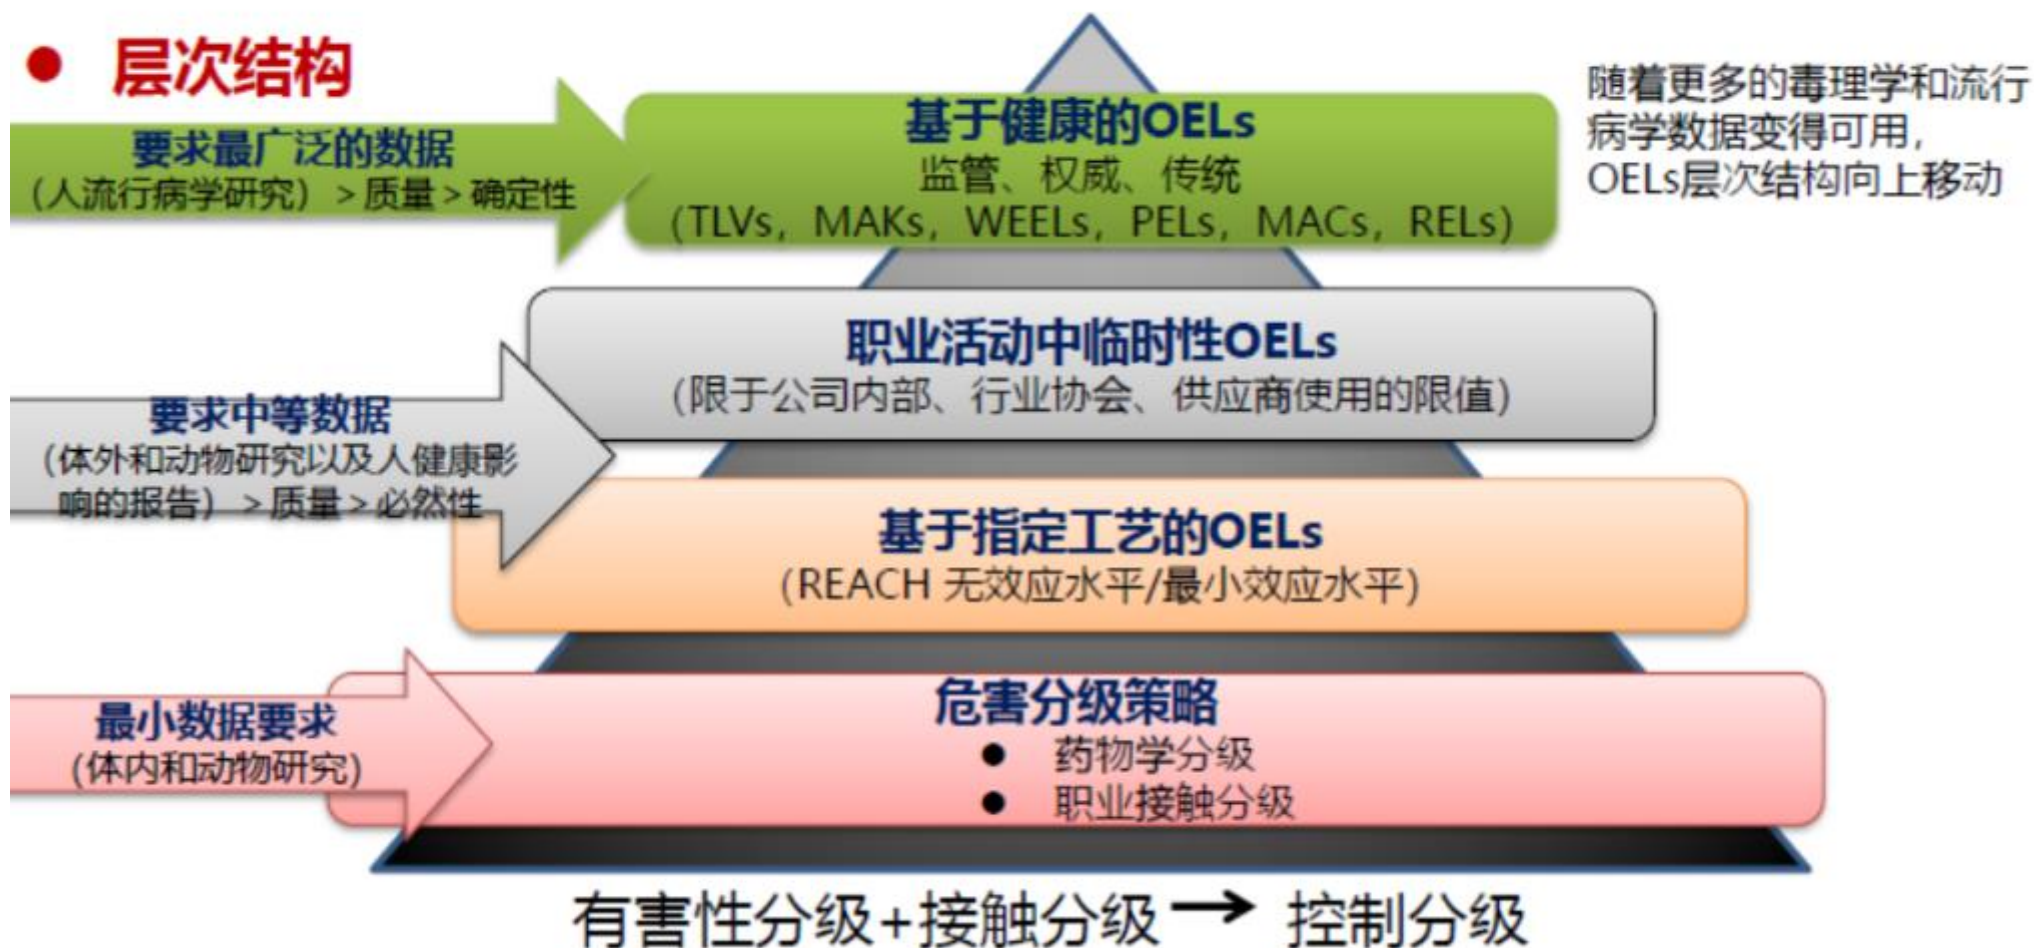 ● 层次结构
要求最广泛的数据
（人流行病学研究）＞质量＞确定性
基于健康的OELs
监管、权威、传统
（TLVs，MAKs，WEELs，PELs，MACs，RELs）
随着更多的毒理学和流行
病学数据变得可用，
OELs层次结构向上移动
职业活动中临时性OELs
（限于公司内部、行业协会、供应商使用的限值）
要求中等数据
（体外和动物研究以及人健康影
响的报告）＞质量＞必然性
基于指定工艺的OELs
（REACH 无效应水平/最小效应水平）
最小数据要求
（体内和动物研究）
危害分级策略
● 药物学分级
● 职业接触分级
有害性分级+接触分级→ 控制分级